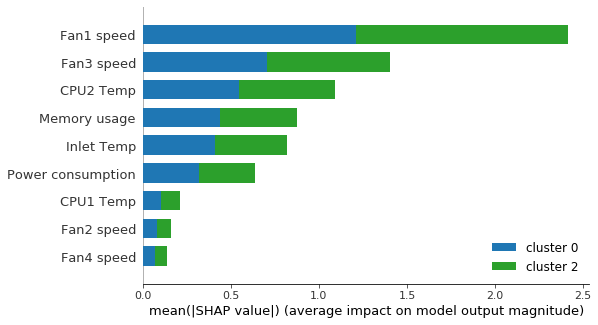 Fan1 speed
Fan3 speed
CPU2 Temp
Memory usage
Inlet Temp
Power consumption
CPU1 Temp
Fan2 speed
Fan4 speed
cluster 0
cluster 2
0.0 0.5 1.0 1.5 2.0 2.5
mean(|SHAP value|) (average impact on model output magnitude)